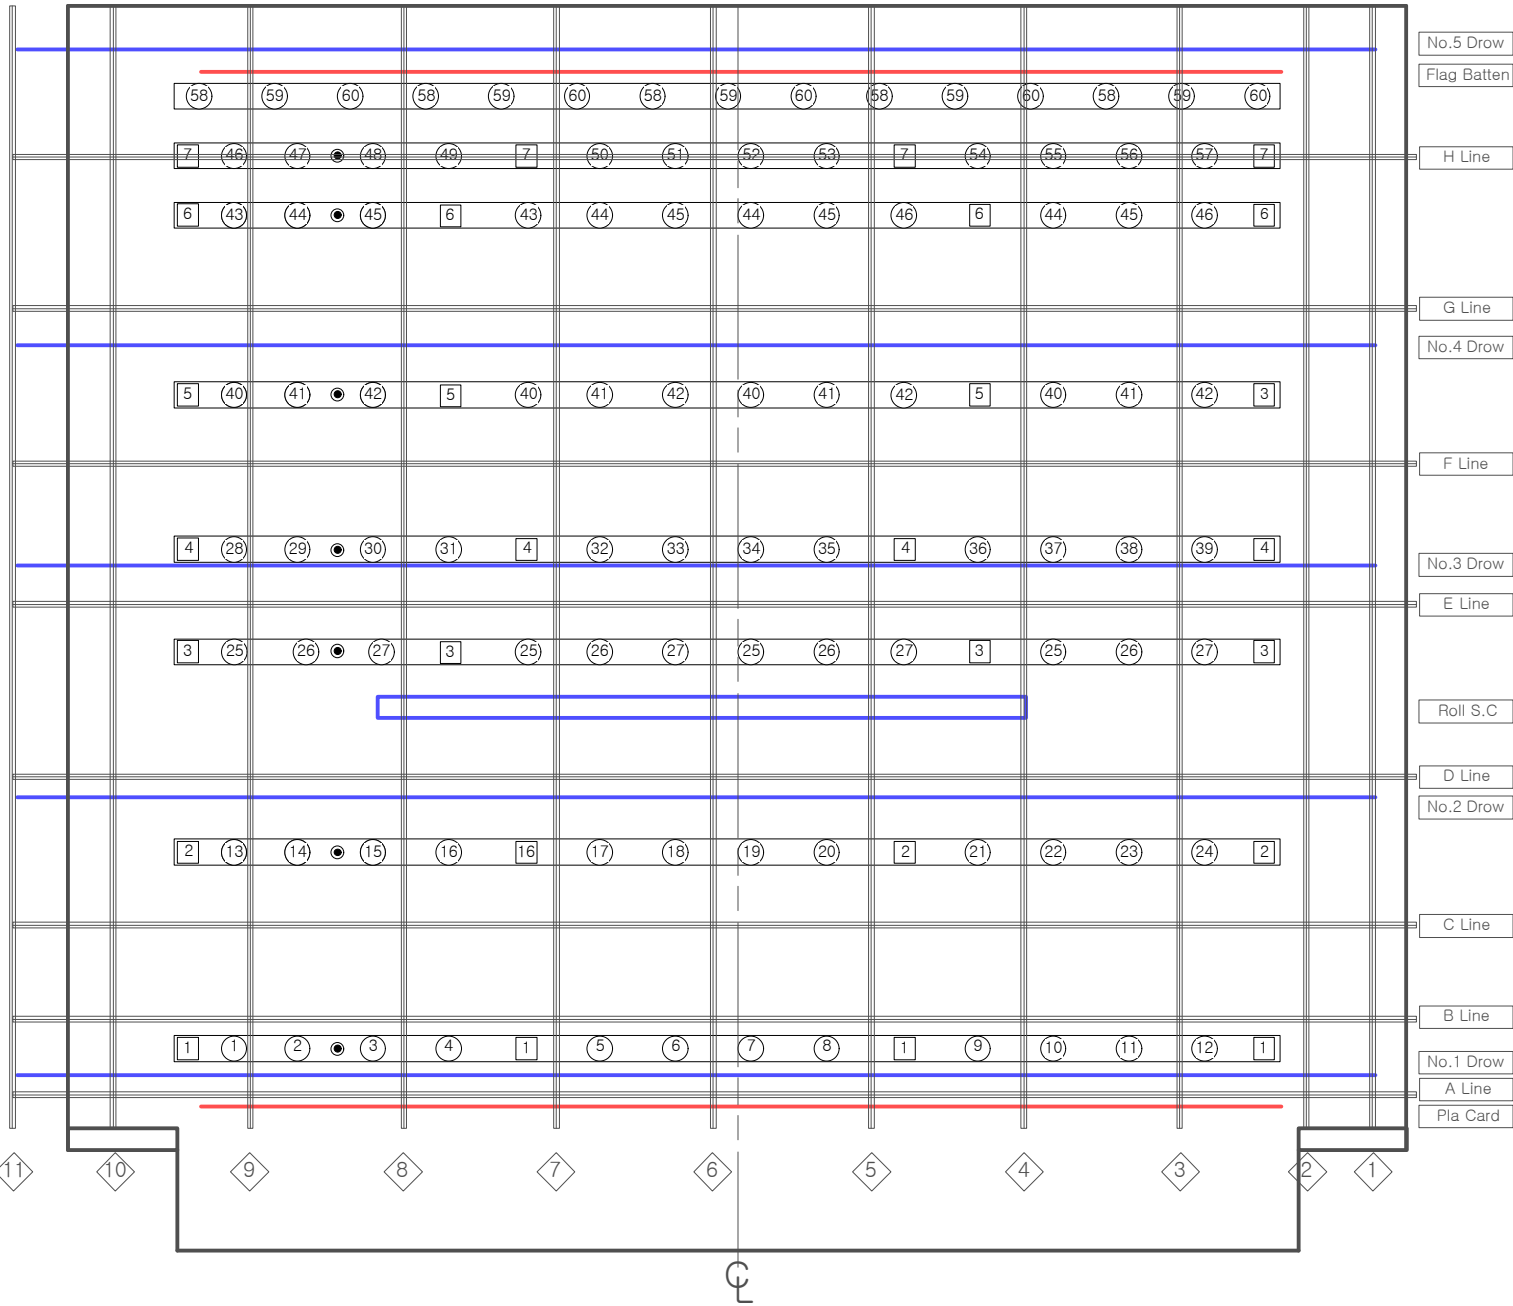 No.5 Drow
Flag Batten
58 59 60 58 59 60 58 59 60 58 59 60 58 59 60
7 46 47 48 49 7 50 51 52 53 7 54 55 56 57 7 H Line
6 43 44 45 6 43 44 45 44 45 46 6 44 45 46 6
G Line
No.4 Drow
5 40 41 42 5 40 41 42 40 41 42 5 40 41 42 3
F Line
4 28 29 30 31 4 32 33 34 35 4 36 37 38 39 4
No.3 Drow
E Line
3 25 26 27 3 25 26 27 25 26 27 3 25 26 27 3
Roll S.C
D Line
No.2 Drow
2 13 14 15 16 16 17 18 19 20 2 21 22 23 24 2
C Line
B Line
1 1 2 3 4 1 5 6 7 8 1 9 10 11 12 1
No.1 Drow
A Line
Pla Card
11 10 9 8 7 6 5 4 3 2 1
℄